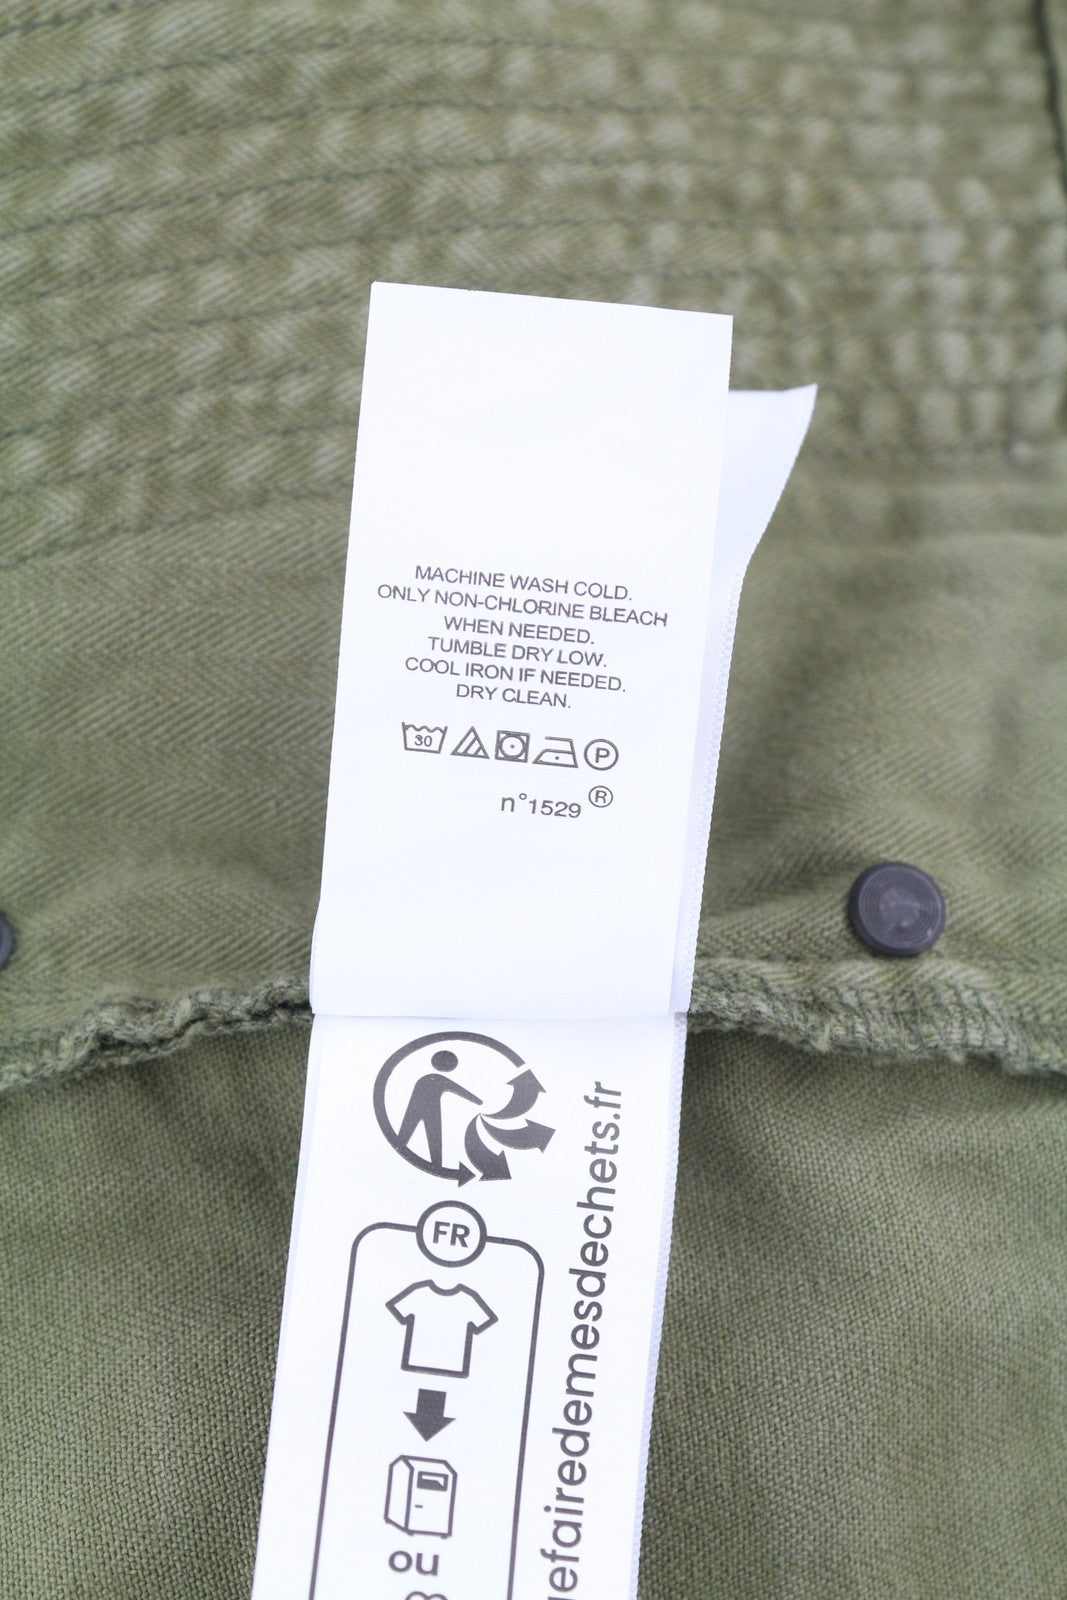 MACHINE WASH COLD.
ONLY NON-CHLORINE BLEACH
WHEN NEEDED.
TUMBLE DRY LOW.
COOL IRON IF NEEDED.
DRY CLEAN.
30 P
n°1529 ®
FR
ou
efairedemesdechets.fr